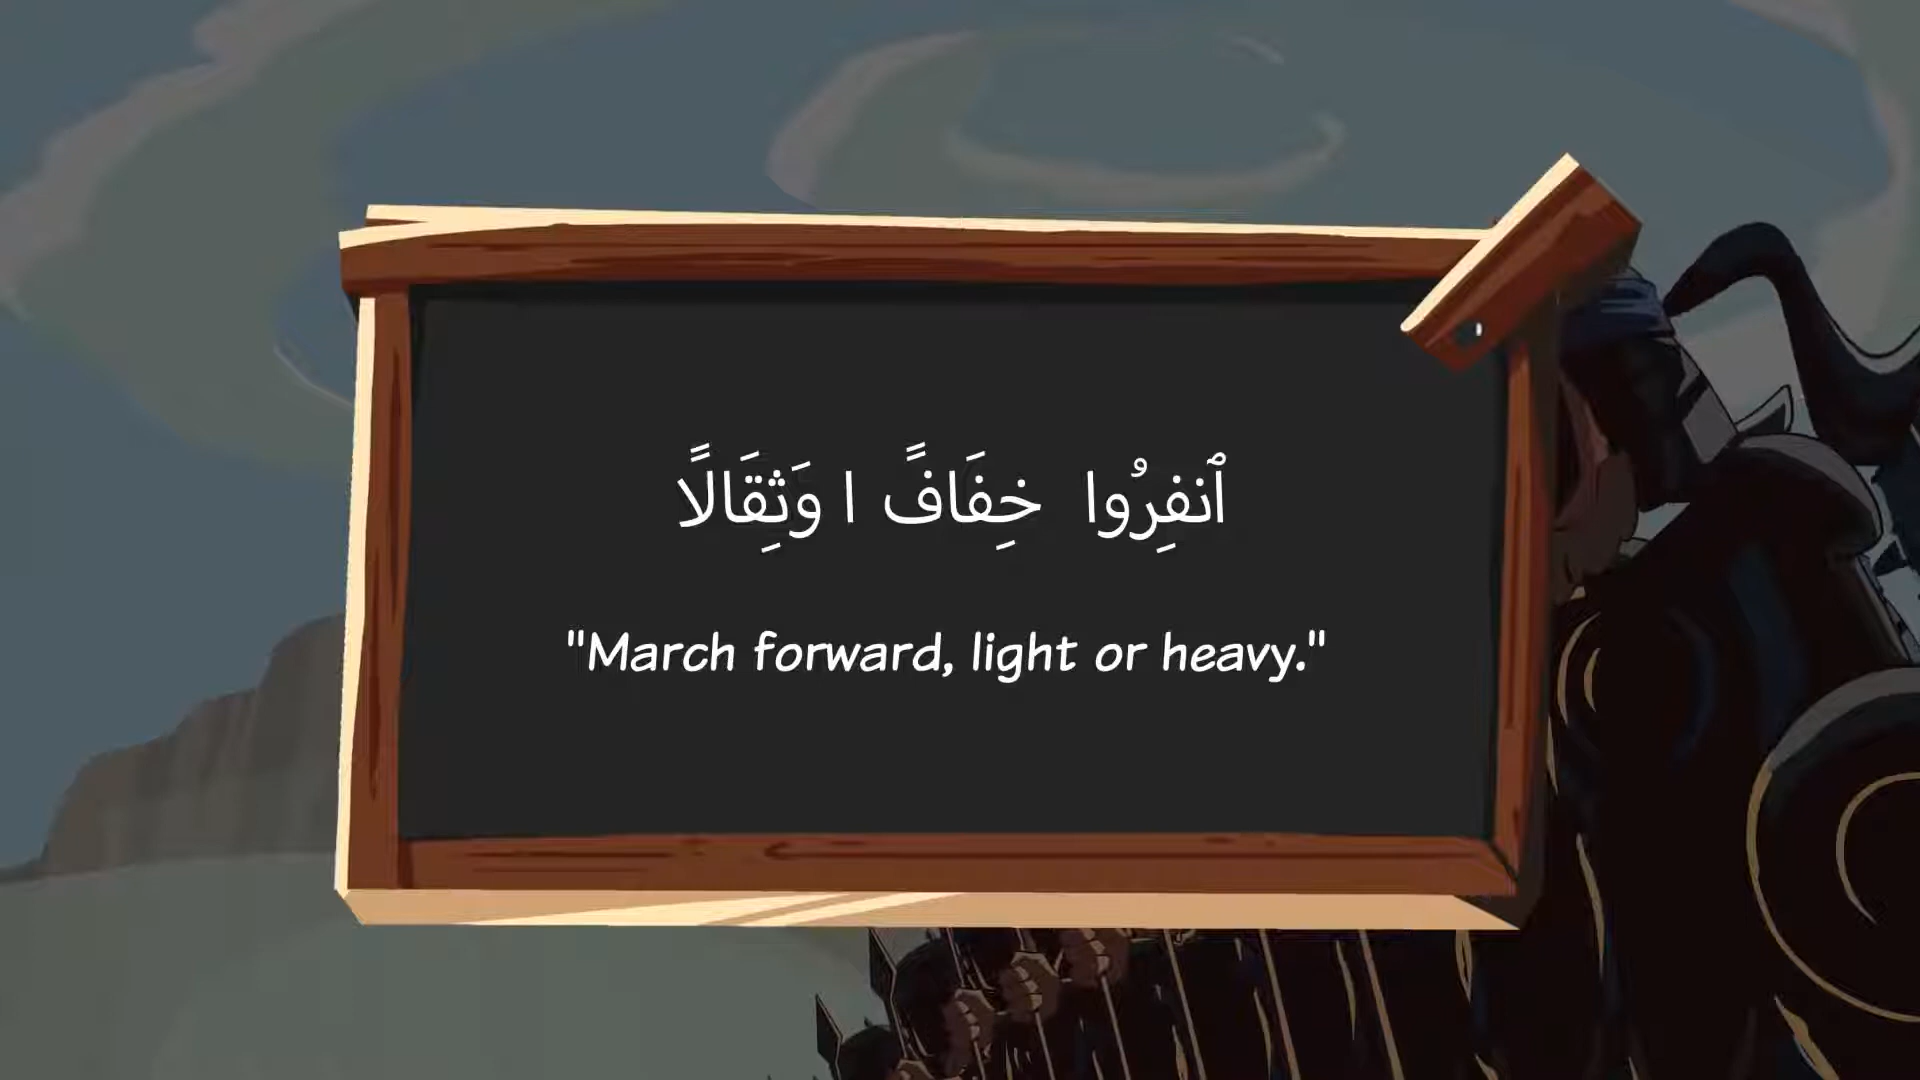 ٱنفِرُوا خِفَافً ا وَثِقَالًا
"March forward, light or heavy."